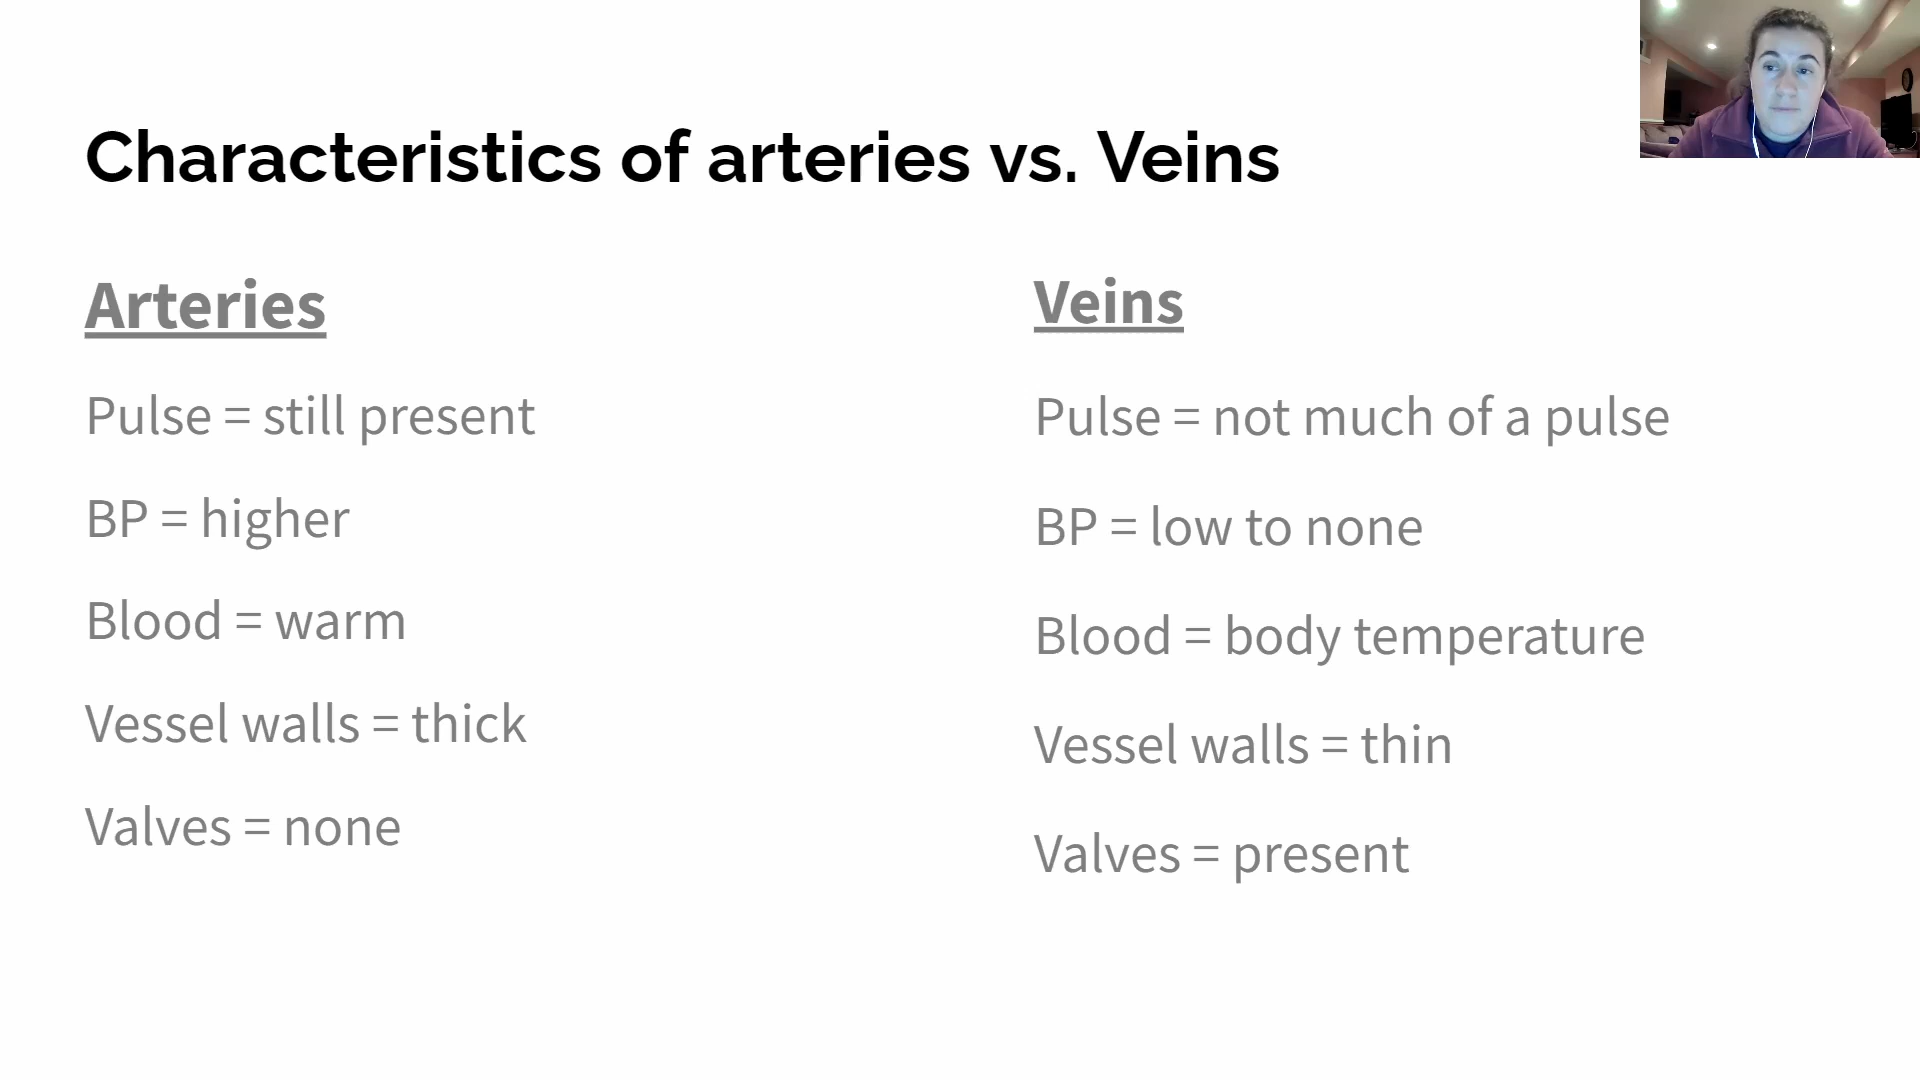 Characteristics of arteries vs. Veins
Arteries
Pulse = still present
BP = higher
Blood = warm
Vessel walls = thick
Valves = none
Veins
Pulse = not much of a pulse
BP = low to none
Blood = body temperature
Vessel walls = thin
Valves = present